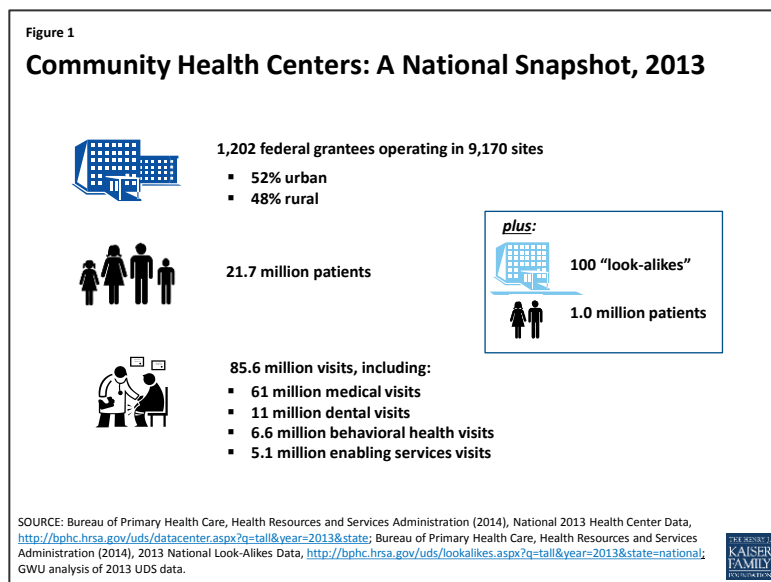 Figure 1
Community Health Centers: A National Snapshot, 2013
1,202 federal grantees operating in 9,170 sites
▪ 52% urban
▪ 48% rural
21.7 million patients
plus:
100 “look-alikes”
1.0 million patients
85.6 million visits, including:
▪ 61 million medical visits
▪ 11 million dental visits
▪ 6.6 million behavioral health visits
▪ 5.1 million enabling services visits
SOURCE: Bureau of Primary Health Care, Health Resources and Services Administration (2014), National 2013 Health Center Data,
http://bphc.hrsa.gov/uds/datacenter.aspx?q=tall&year=2013&state; Bureau of Primary Health Care, Health Resources and Services
Administration (2014), 2013 National Look-Alikes Data, http://bphc.hrsa.gov/uds/lookalikes.aspx?q=tall&year=2013&state=national;
GWU analysis of 2013 UDS data.
THE HENRY J.
KAISER
FAMILY
FOUNDATION